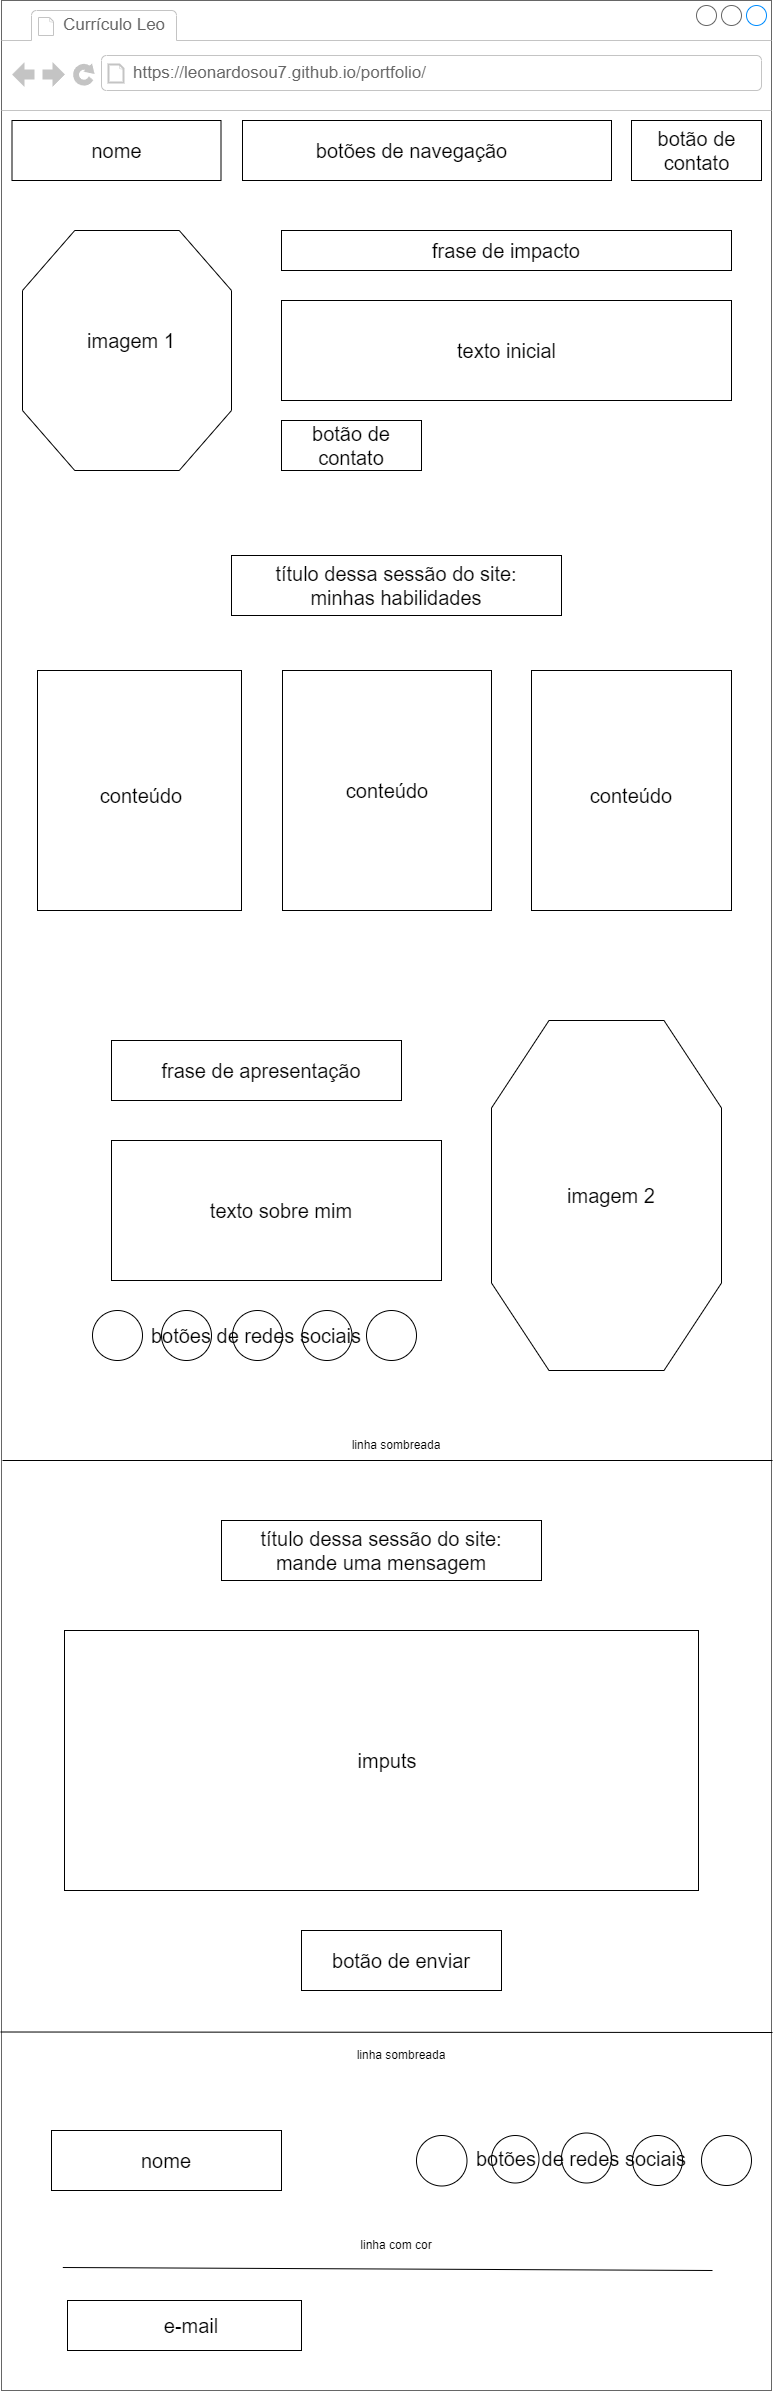 Currículo Leo
https://leonardosou7.github.io/portfolio/
nome
botões de navegação
botão de
contato
frase de impacto
imagem 1
texto inicial
botão de
contato
título dessa sessão do site:
minhas habilidades
conteúdo
conteúdo
conteúdo
frase de apresentação
imagem 2
texto sobre mim
botões de redes sociais
linha sombreada
título dessa sessão do site:
mande uma mensagem
imputs
botão de enviar
linha sombreada
nome
botões de redes sociais
linha com cor
e-mail